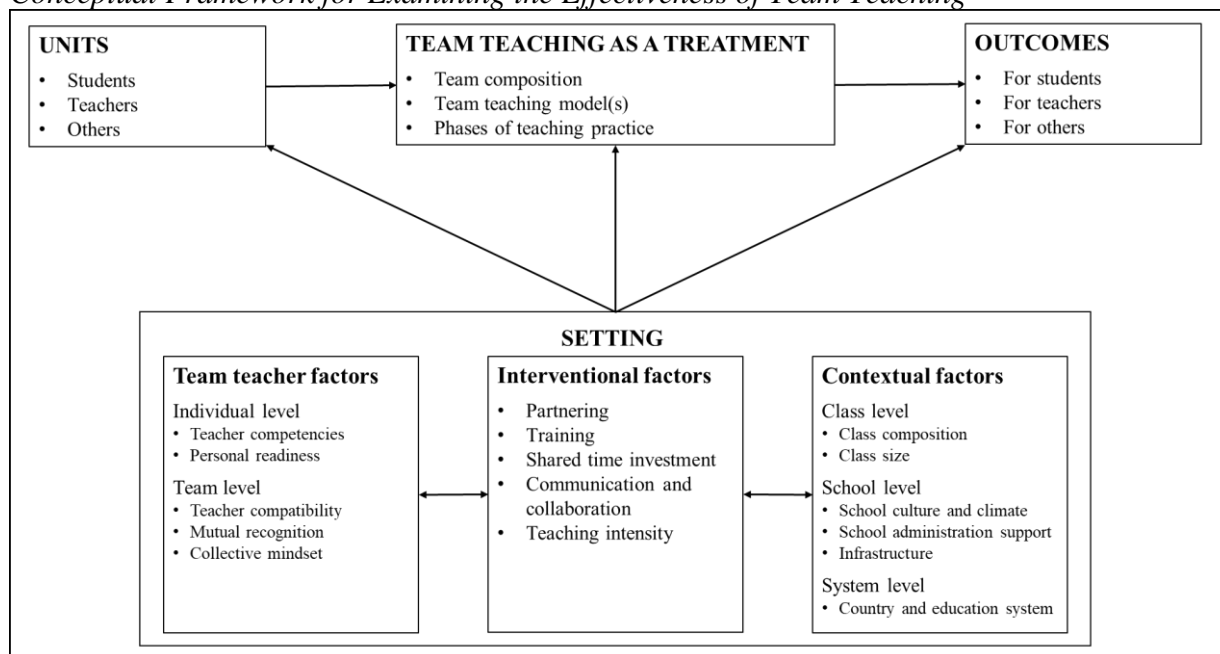 Conceptual Framework for Examining the Effectiveness of Team Teaching
UNITS
• Students
• Teachers
• Others
TEAM TEACHING AS A TREATMENT
• Team composition
• Team teaching model(s)
• Phases of teaching practice
OUTCOMES
• For students
• For teachers
• For others
SETTING
Team teacher factors
Individual level
• Teacher competencies
• Personal readiness
Team level
• Teacher compatibility
• Mutual recognition
• Collective mindset
Interventional factors
• Partnering
• Training
• Shared time investment
• Communication and
collaboration
• Teaching intensity
Contextual factors
Class level
• Class composition
• Class size
School level
• School culture and climate
• School administration support
• Infrastructure
System level
• Country and education system